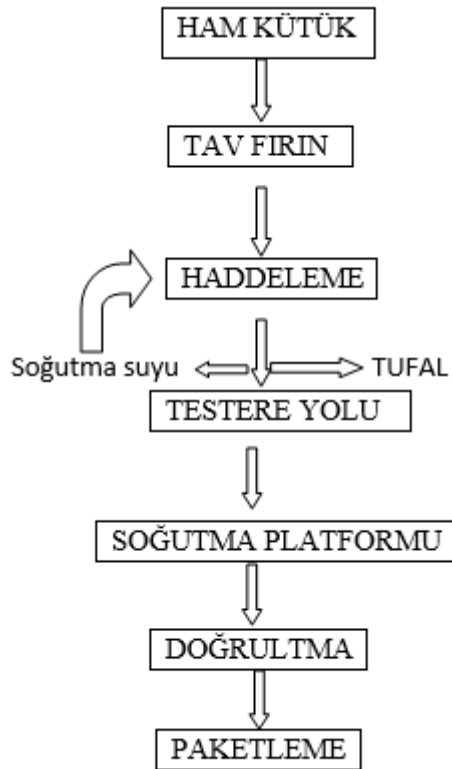 HAM KÜTÜK
TAV FIRIN
HADDELEME
Soğutma suyu TUFAL
TESTERE YOLU
SOĞUTMA PLATFORMU
DOĞRULTMA
PAKETLEME